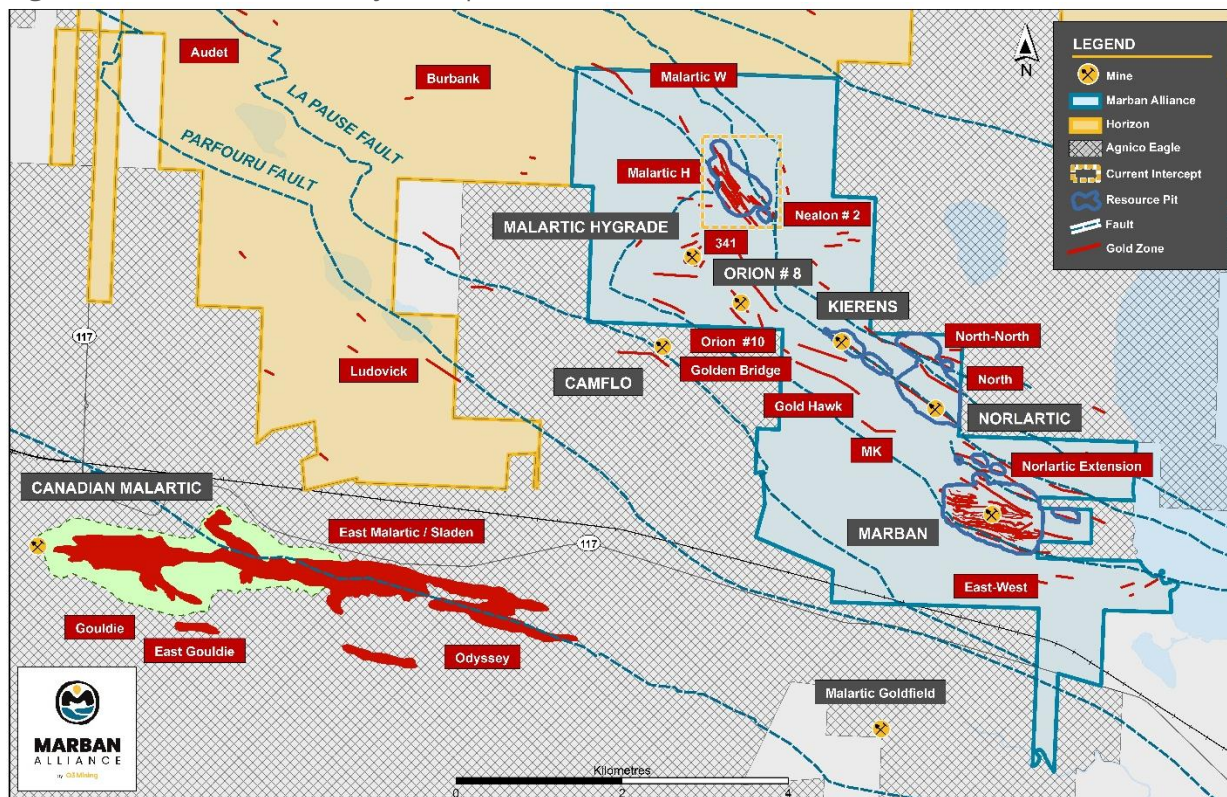 Audet
Burbank
Malartic W
LA PAUSE FAULT
PARFOURU FAULT
Malartic H
MALARTIC HYGRADE
Nealon # 2
341
ORION # 8
KIERENS
117
Orion #10
North-North
Ludovick
CAMFLO
Golden Bridge
North
Gold Hawk
NORLARTIC
MK
Norlartic Extension
CANADIAN MALARTIC
East Malartic / Sladen
117
MARBAN
East-West
Gouldie
East Gouldie
Odyssey
Malartic Goldfield
N
LEGEND
Mine
Marban Alliance
Horizon
Agnico Eagle
Current Intercept
Resource Pit
Fault
Gold Zone
MARBAN
ALLIANCE
by O3 Mining
Kilometres
0 2 4